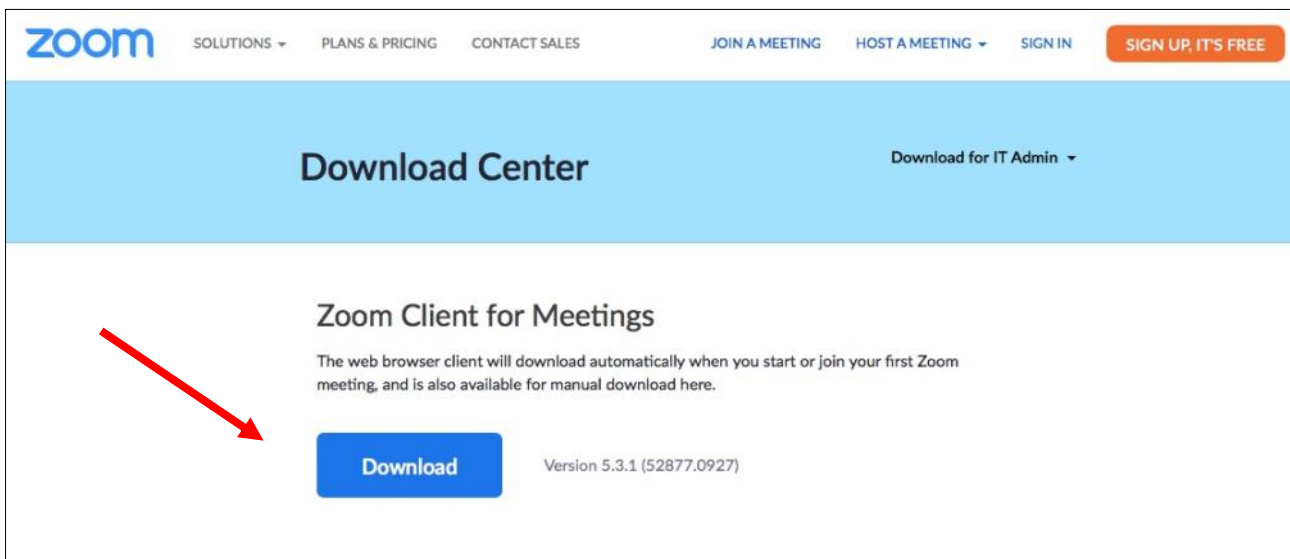 zoom SOLUTIONS PLANS & PRICING CONTACT SALES JOIN A MEETING HOST A MEETING SIGN IN SIGN UP, IT'S FREE
Download Center Download for IT Admin
Zoom Client for Meetings
The web browser client will download automatically when you start or join your first Zoom
meeting, and is also available for manual download here.
Download Version 5.3.1 (52877.0927)